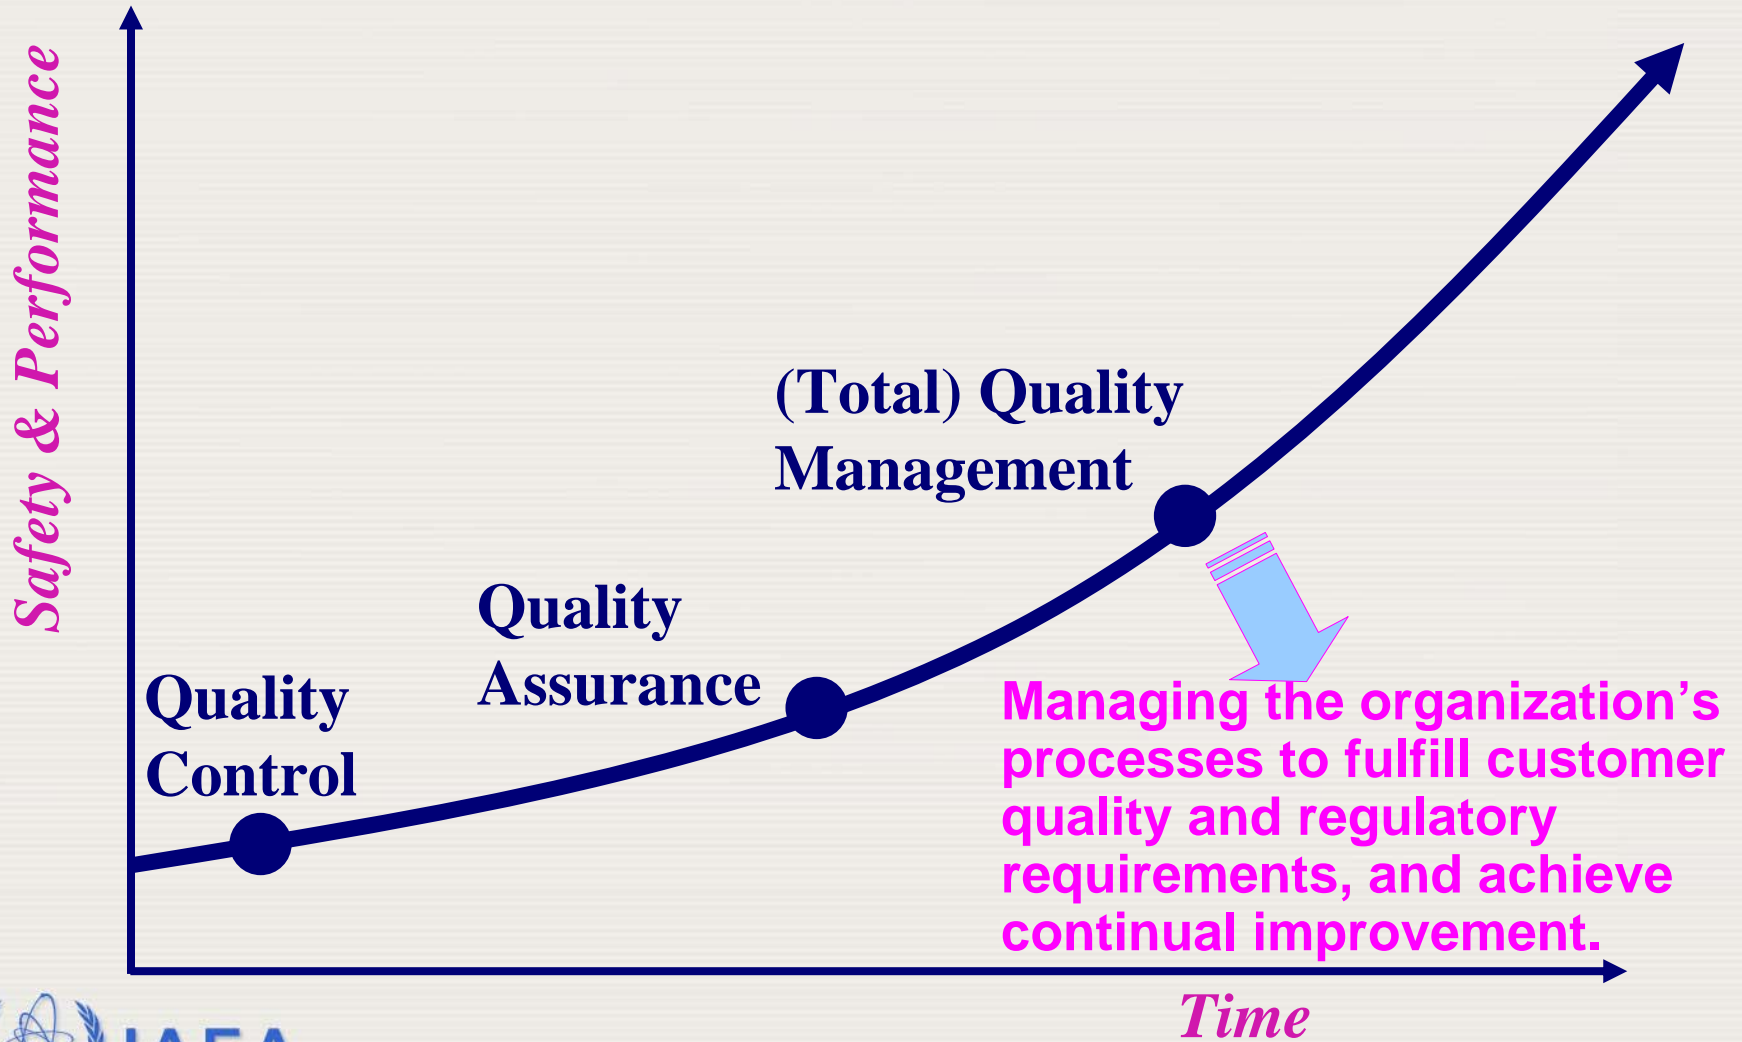 Safety & Performance
(Total) Quality
Management
Quality
Assurance
Quality
Control
Managing the organization’s
processes to fulfill customer
quality and regulatory
requirements, and achieve
continual improvement.
Time
IAEA